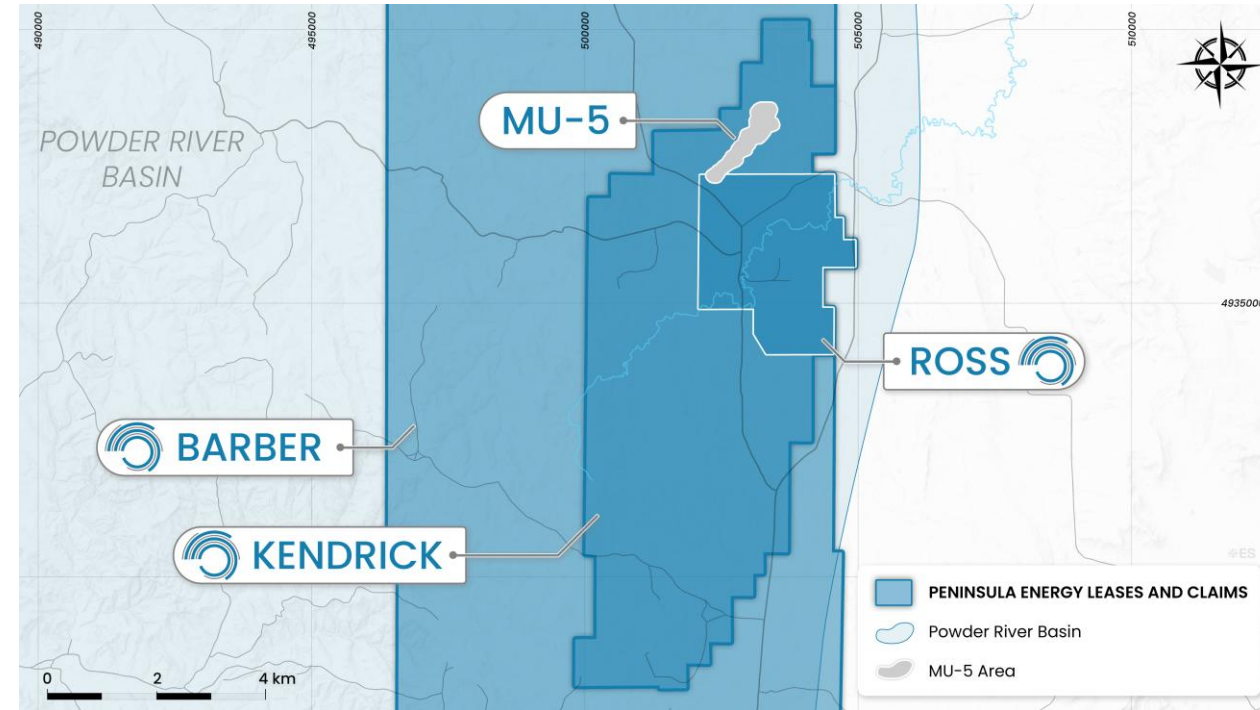 490000
495000
500000
505000
510000
POWDER RIVER
BASIN
MU-5
4935000
ROSS
BARBER
KENDRICK
PENINSULA ENERGY LEASES AND CLAIMS
Powder River Basin
MU-5 Area
0 2 4 km